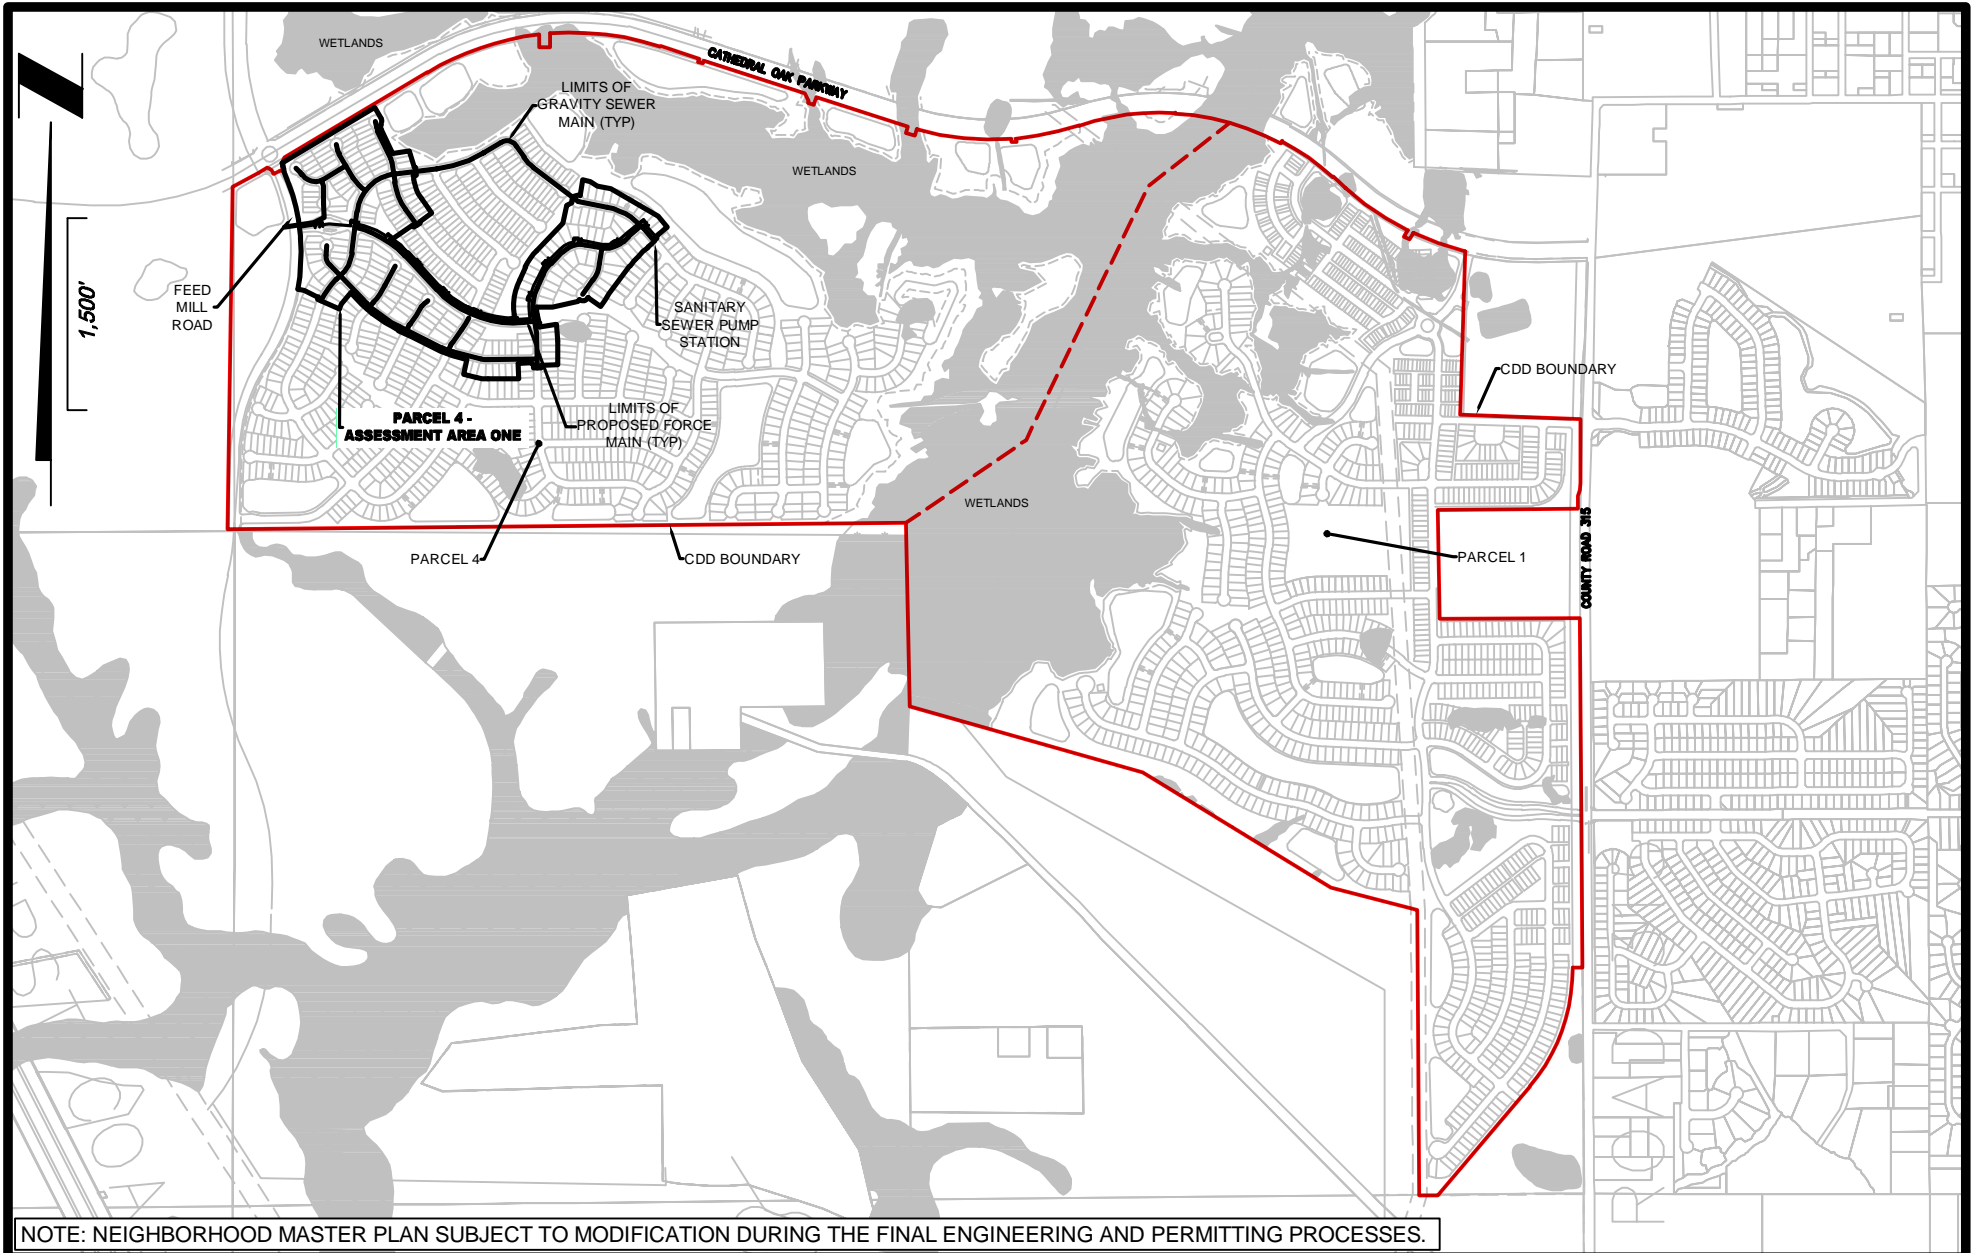 WETLANDS
CATHEDRAL OAK PARKWAY
LIMITS OF
GRAVITY SEWER
MAIN (TYP)
WETLANDS
1,500'
FEED
MILL
ROAD
SANITARY
SEWER PUMP
STATION
CDD BOUNDARY
PARCEL 4 -
ASSESSMENT AREA ONE
LIMITS OF
PROPOSED FORCE
MAIN (TYP)
WETLANDS
PARCEL 4
CDD BOUNDARY
PARCEL 1
COUNTY ROAD 315
ROAD
NOTE: NEIGHBORHOOD MASTER PLAN SUBJECT TO MODIFICATION DURING THE FINAL ENGINEERING AND PERMITTING PROCESSES.